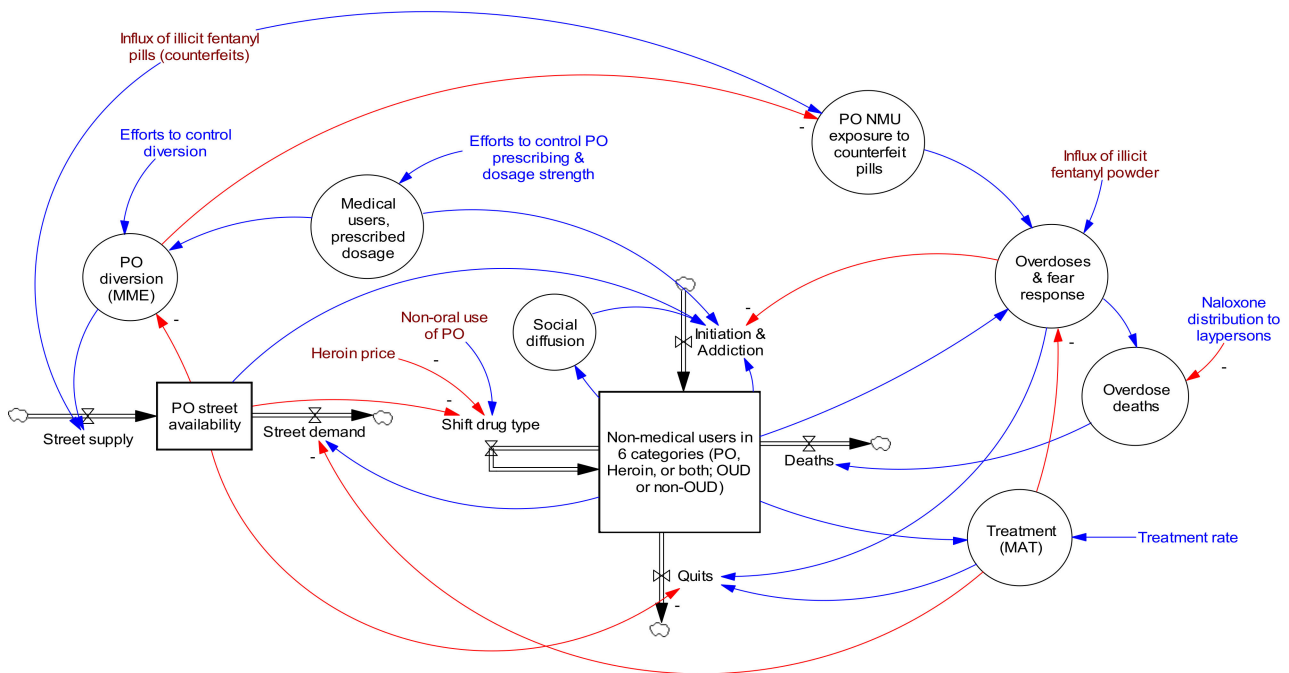 Influx of illicit fentanyl
pills (counterfeits)
Efforts to control
diversion
Efforts to control PO
prescribing &
dosage strength
PO NMU
exposure to
counterfeit
pills
-
Influx of illicit
fentanyl powder
Medical
users,
prescribed
dosage
PO
diversion
(MME)
-
Overdoses
& fear
response
-
Naloxone
distribution to
laypersons
-
Non-oral use
of PO
Heroin price
-
Social
diffusion
-
Initiation &
Addiction
Overdose
deaths
PO street
availability
Street supply
Street demand
-
-
Shift drug type
Non-medical users in
6 categories (PO,
Heroin, or both; OUD
or non-OUD)
Deaths
Treatment
(MAT)
Treatment rate
Quits
-